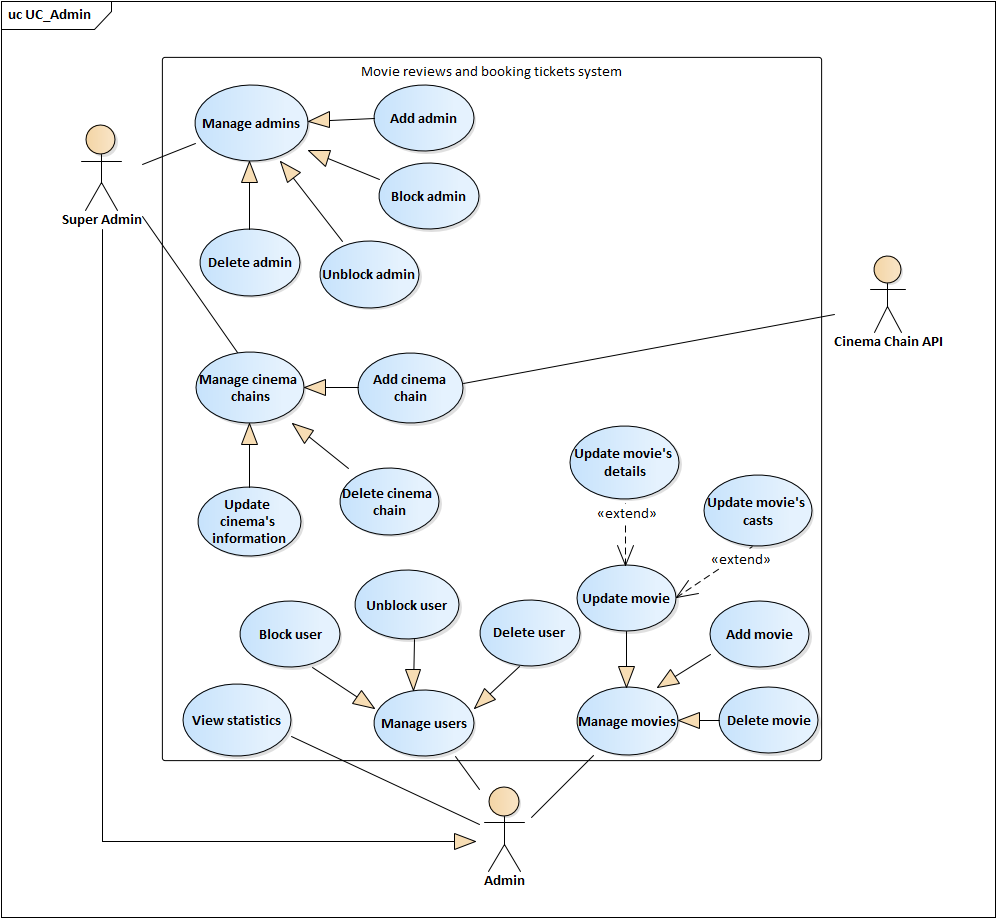 uc UC_Admin
Movie reviews and booking tickets system
Manage admins
Add admin
Block admin
Super Admin
Delete admin
Unblock admin
Cinema Chain API
Manage cinema
chains
Add cinema
chain
Update movie's
details
Delete cinema
chain
Update movie's
casts
Update
cinema's
information
«extend»
«extend»
Update movie
Unblock user
Block user
Delete user
Add movie
View statistics
Manage users
Manage movies
Delete movie
Admin